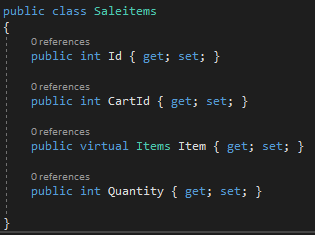 public class Saleitems
{
0 references
public int Id { get; set; }
0 references
public int CartId { get; set; }
0 references
public virtual Items Item { get; set; }
0 references
public int Quantity { get; set; }
}